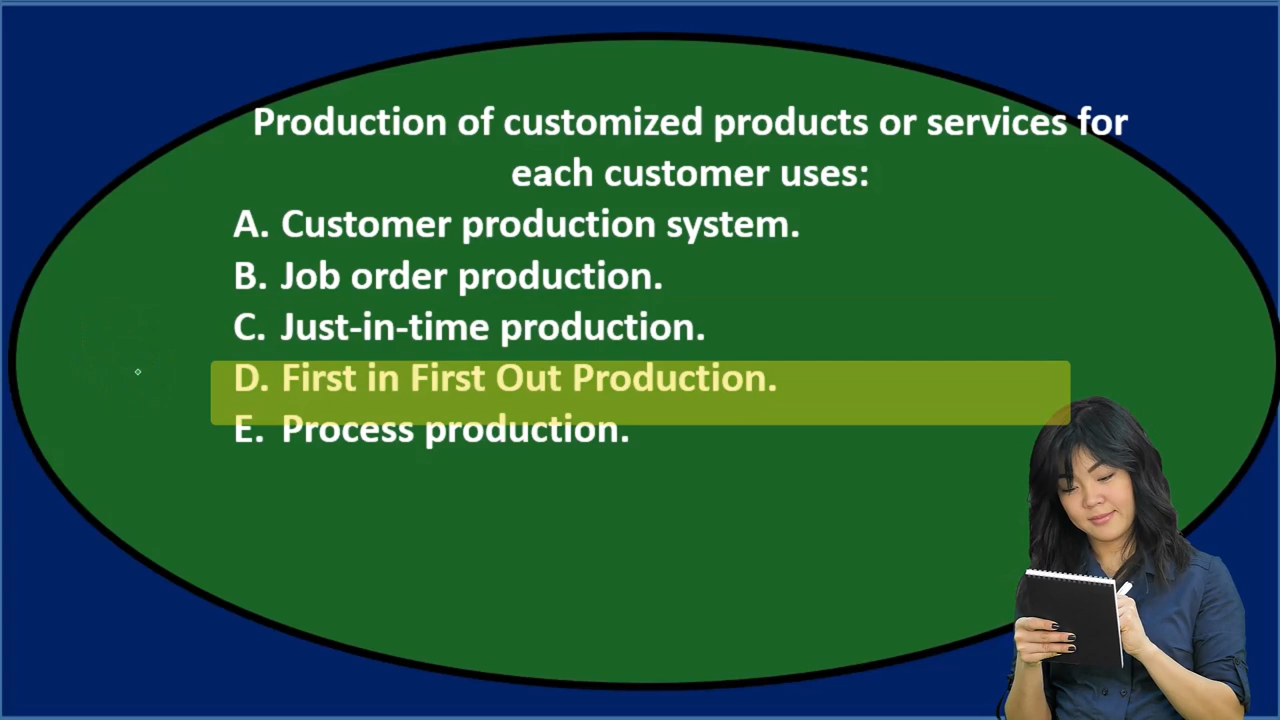 Production of customized products or services for
each customer uses:
A. Customer production system.
B. Job order production.
C. Just-in-time production.
D. First in First Out Production.
E. Process production.